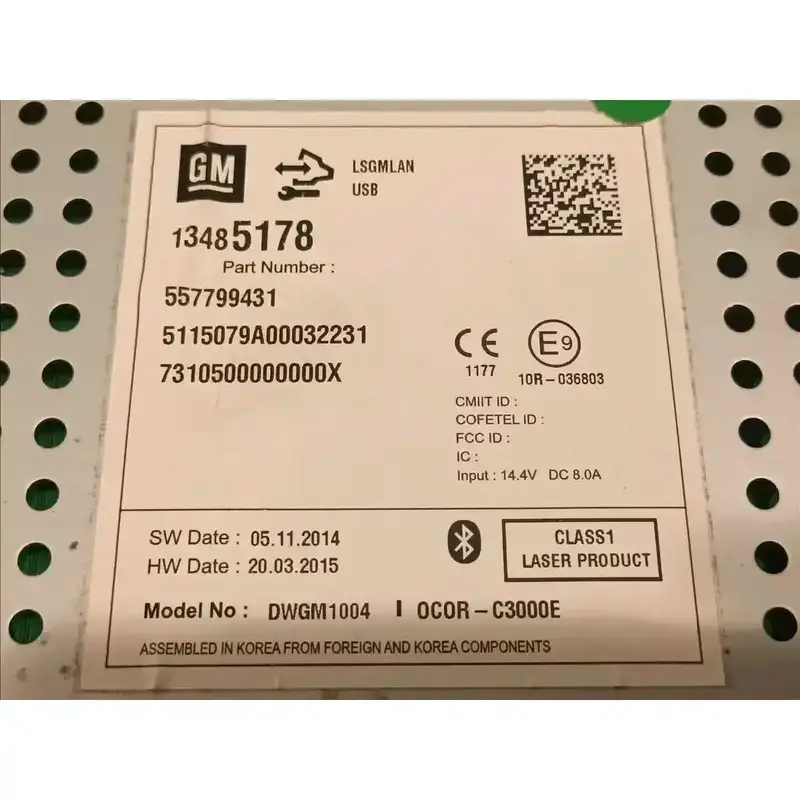 GM
LSGMLAN
USB
13485178
Part Number :
557799431
5115079A00032231
7310500000000X
CE
1177
E9
10R-036803
CMIIT ID :
COFETEL ID :
FCC ID :
IC :
Input : 14.4V DC 8.0A
SW Date : 05.11.2014
HW Date : 20.03.2015
CLASS1
LASER PRODUCT
Model No : DWGM1004 I OCOR-C3000E
ASSEMBLED IN KOREA FROM FOREIGN AND KOREA COMPONENTS